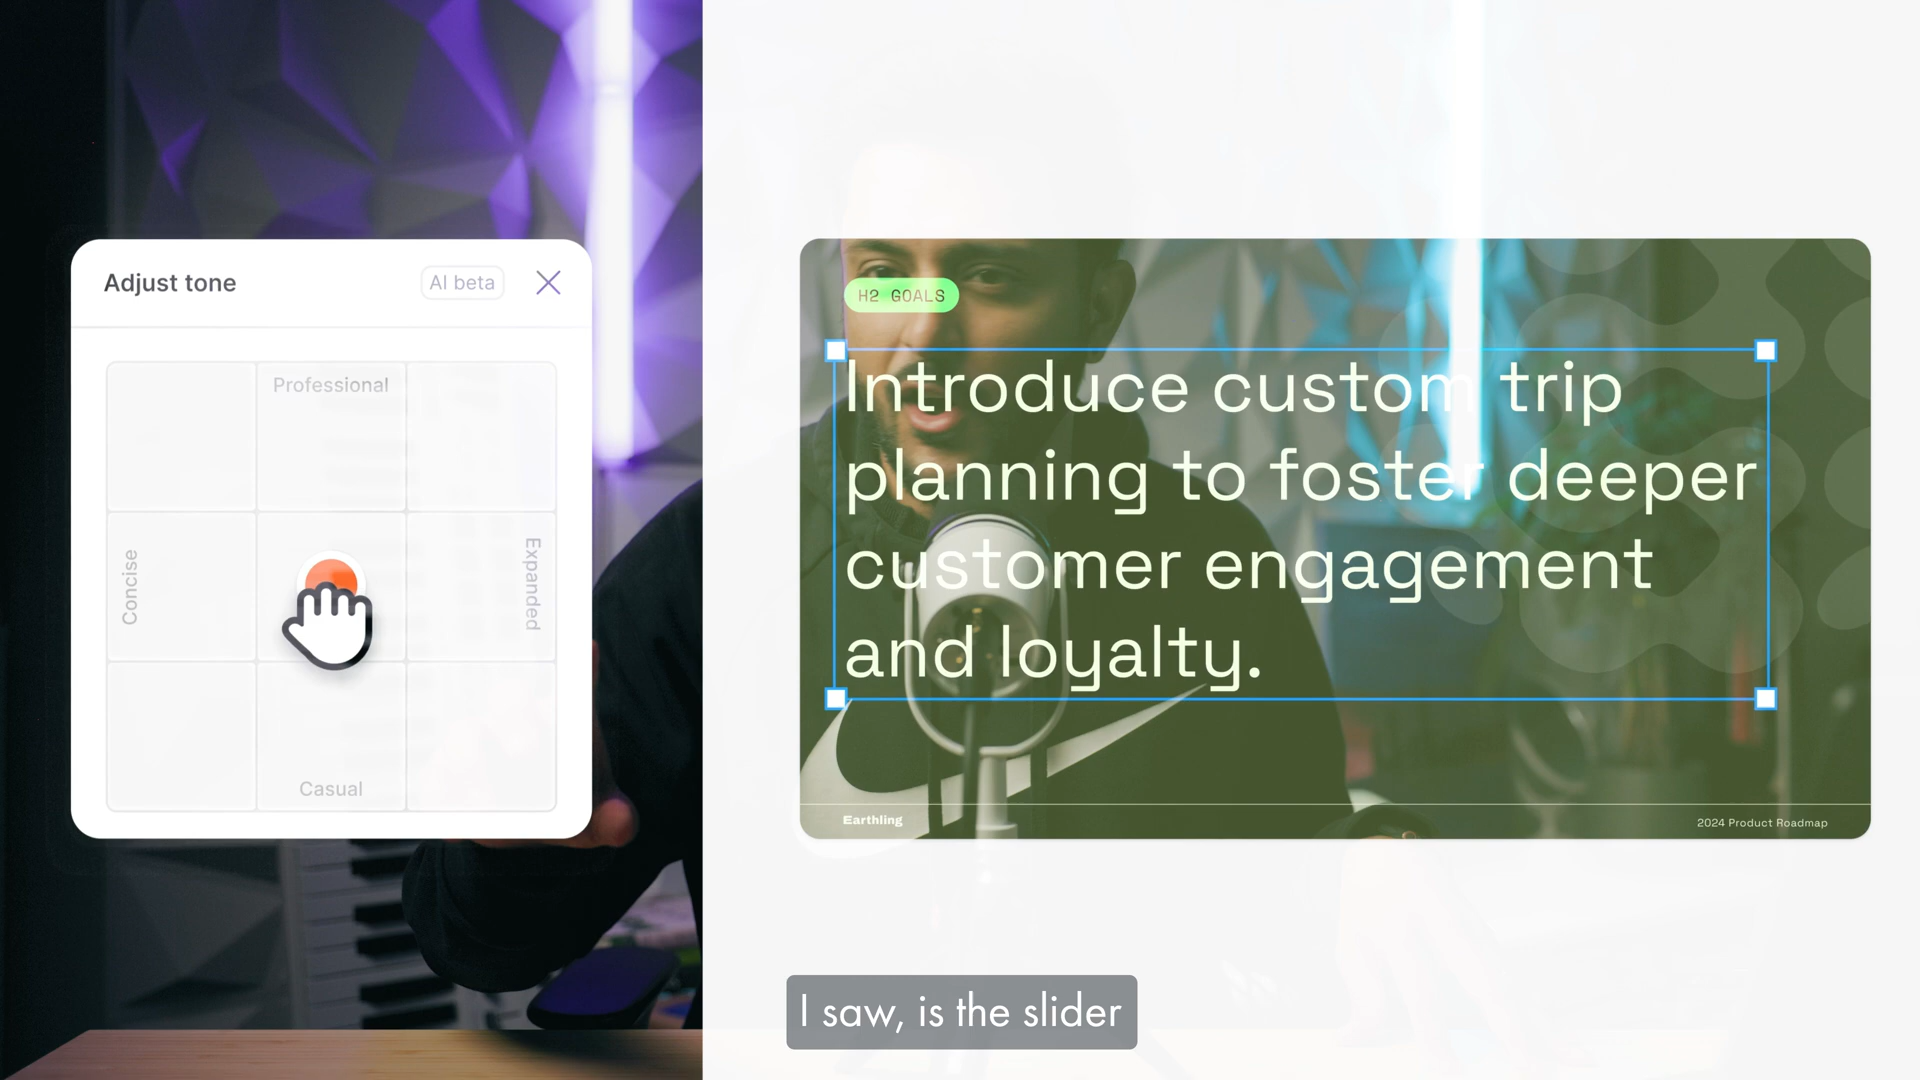 Adjust tone
AI beta
Professional
Concise
Expanded
Casual
H2 GOALS
Introduce custom trip
planning to foster deeper
customer engagement
and loyalty.
Earthling
2024 Product Roadmap
I saw, is the slider